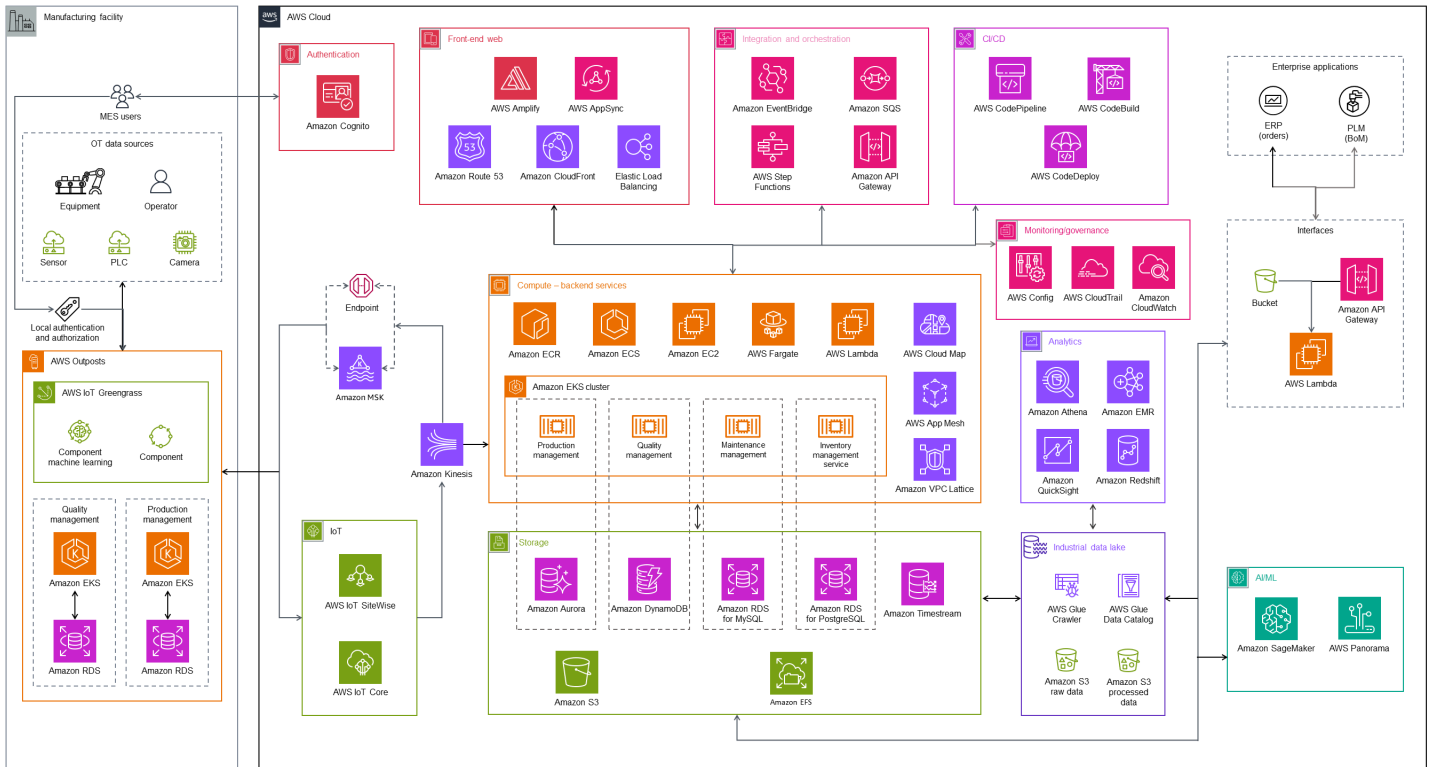 Manufacturing facility
MES users
OT data sources
Equipment
Operator
Sensor
PLC
Camera
Local authentication
and authorization
AWS Outposts
AWS IoT Greengrass
Component
machine learning
Component
Quality
management
Amazon EKS
Amazon RDS
Production
management
Amazon EKS
Amazon RDS
aws
AWS Cloud
Authentication
Amazon Cognito
Front-end web
AWS Amplify
AWS AppSync
53
Amazon Route 53
Amazon CloudFront
Elastic Load
Balancing
Integration and orchestration
Amazon EventBridge
Amazon SQS
AWS Step
Functions
Amazon API
Gateway
CI/CD
AWS CodePipeline
AWS CodeBuild
AWS CodeDeploy
Enterprise applications
ERP
(orders)
PLM
(BoM)
Monitoring/governance
AWS Config
AWS CloudTrail
Amazon
CloudWatch
Interfaces
Bucket
Amazon API
Gateway
AWS Lambda
Endpoint
Amazon MSK
Amazon Kinesis
IoT
AWS IoT SiteWise
AWS IoT Core
Compute – backend services
Amazon ECR
Amazon ECS
Amazon EC2
AWS Fargate
AWS Lambda
AWS Cloud Map
AWS App Mesh
Amazon VPC Lattice
Amazon EKS cluster
Production
management
Quality
management
Maintenance
management
Inventory
management
service
Storage
Amazon Aurora
Amazon DynamoDB
Amazon RDS
for MySQL
Amazon RDS
for PostgreSQL
Amazon Timestream
Amazon S3
Amazon EFS
Analytics
Amazon Athena
Amazon EMR
Amazon
QuickSight
Amazon Redshift
Industrial data lake
AWS Glue
Crawler
AWS Glue
Data Catalog
Amazon S3
raw data
Amazon S3
processed
data
AI/ML
Amazon SageMaker
AWS Panorama